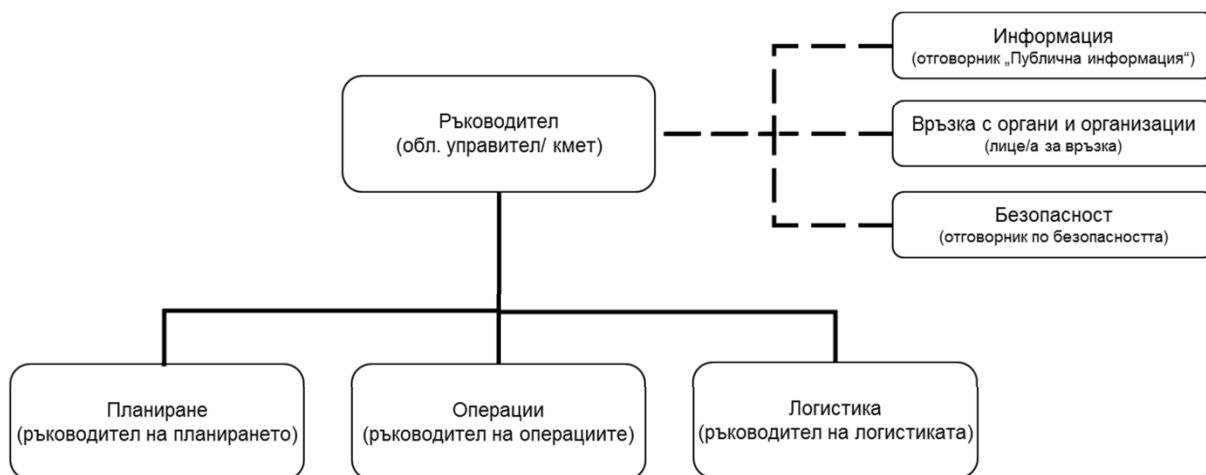 Информация
(отговорник „Публична информация“)
Ръководител
(обл. управител/ кмет)
Връзка с органи и организации
(лице/а за връзка)
Безопасност
(отговорник по безопасността)
Планиране
(ръководител на планирането)
Операции
(ръководител на операциите)
Логистика
(ръководител на логистиката)